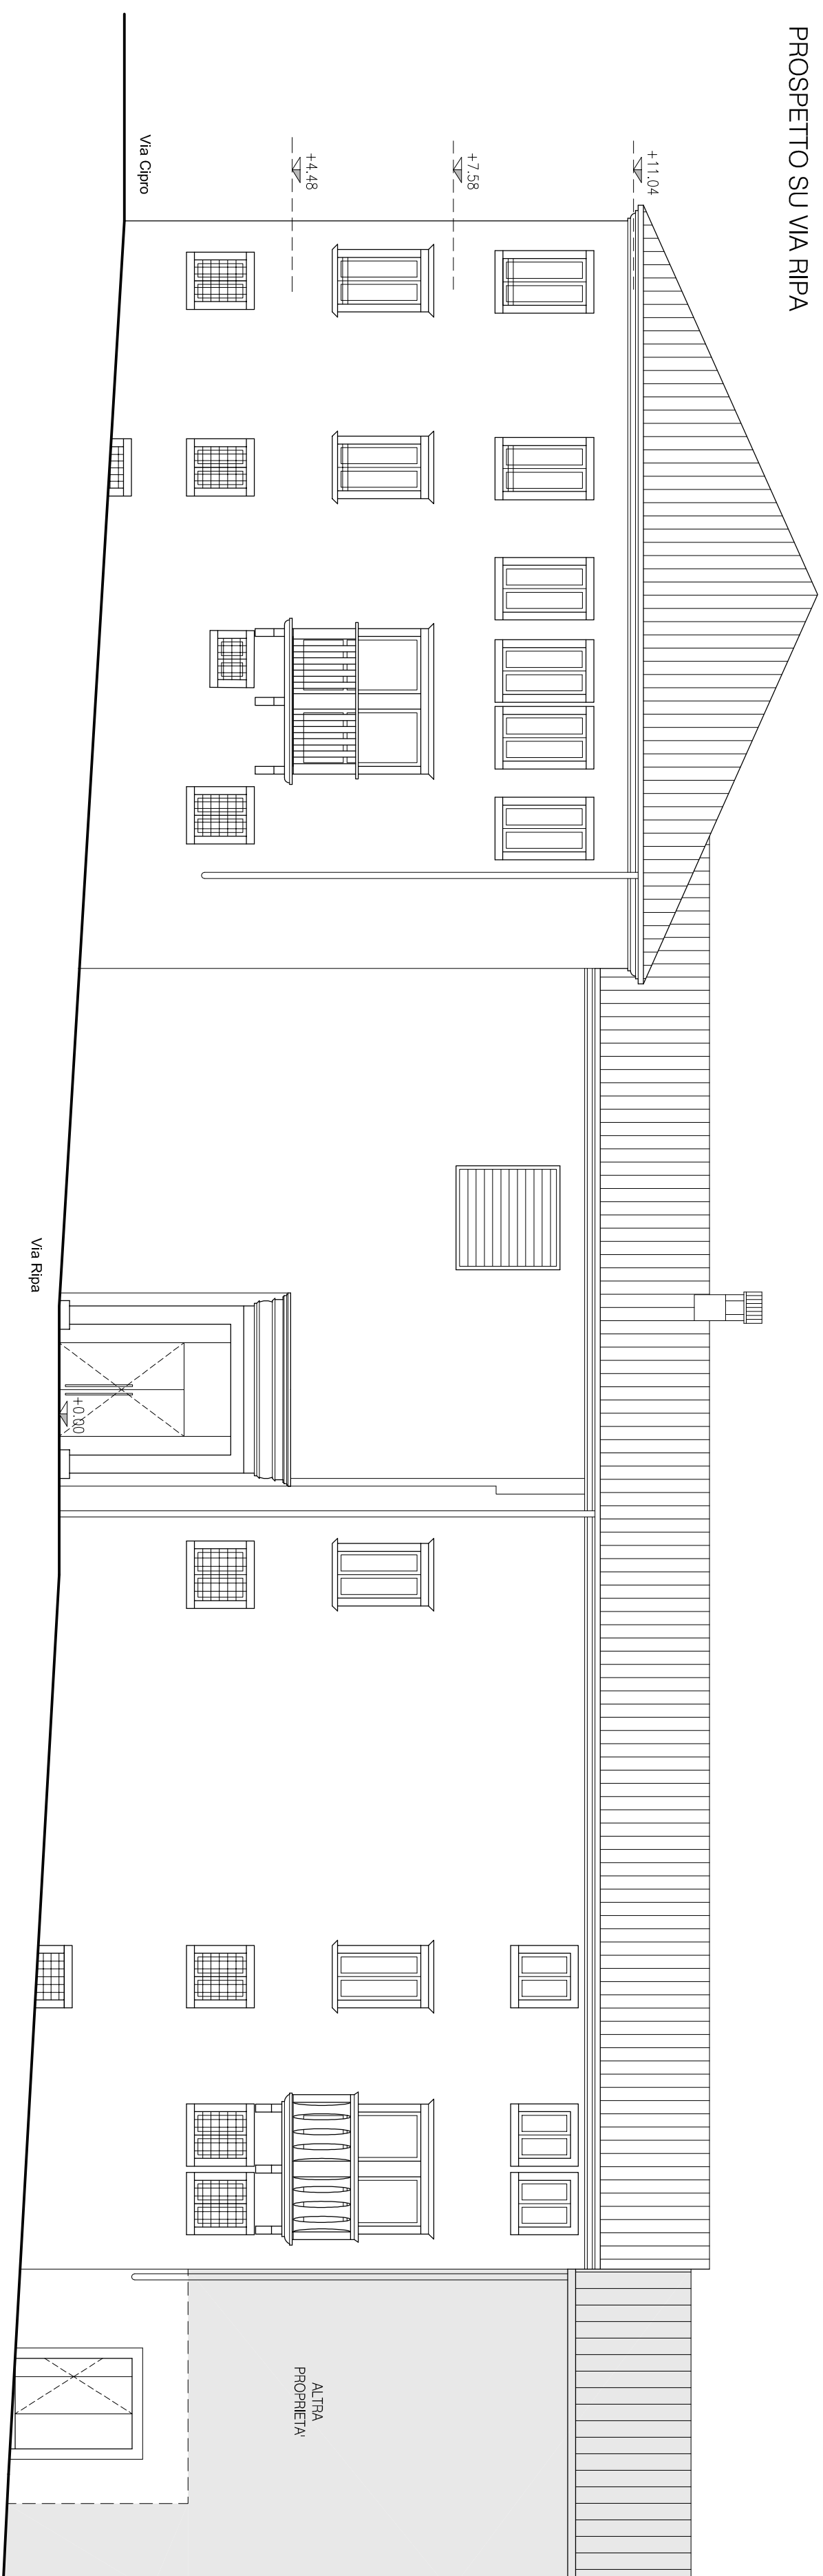 PROSPETTO SU VIA RIPA
+11.04
+7.58
+4.48
Via Cipro
Via Ripa
+0.00
ALTRA
PROPRIETA'